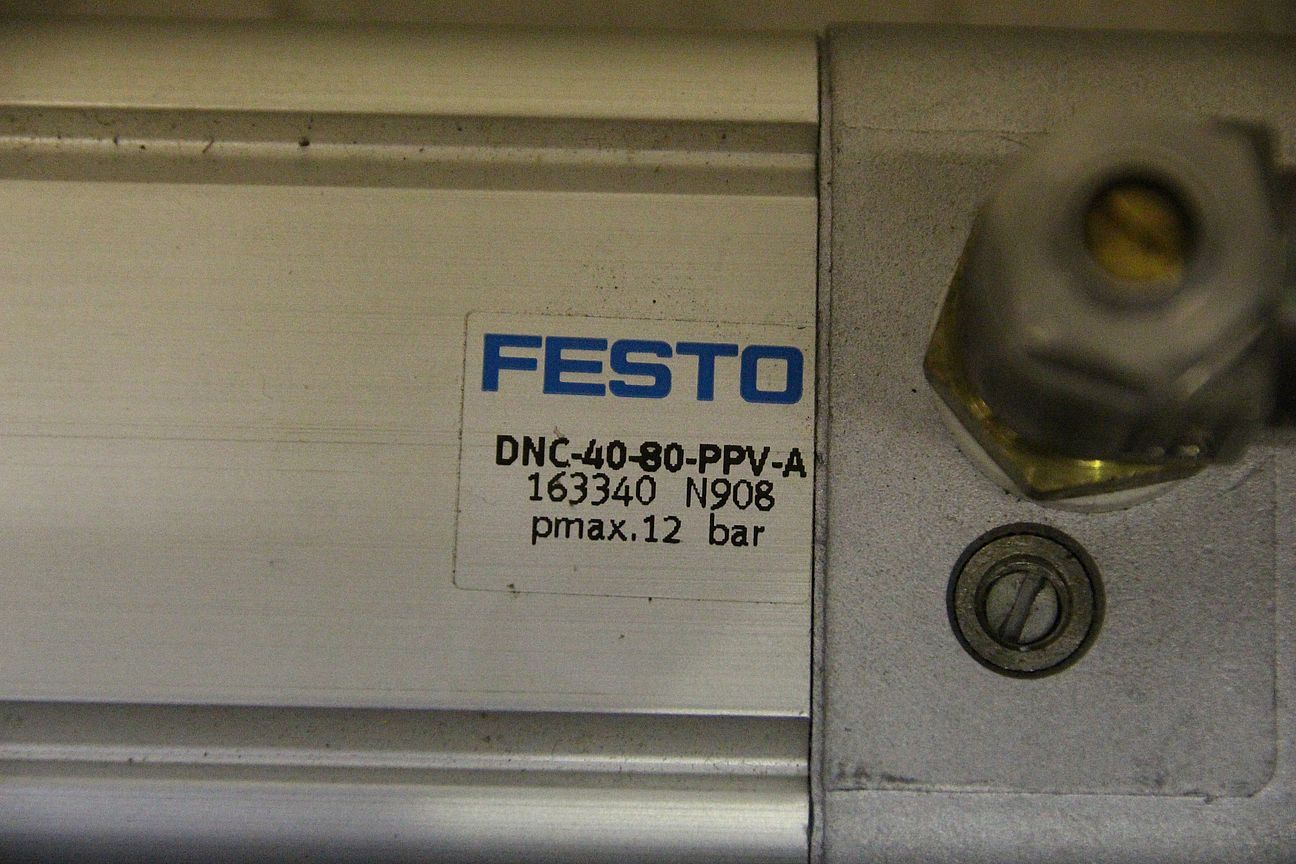 FESTO
DNC-40-80-PPV-A
163340 N908
pmax.12 bar